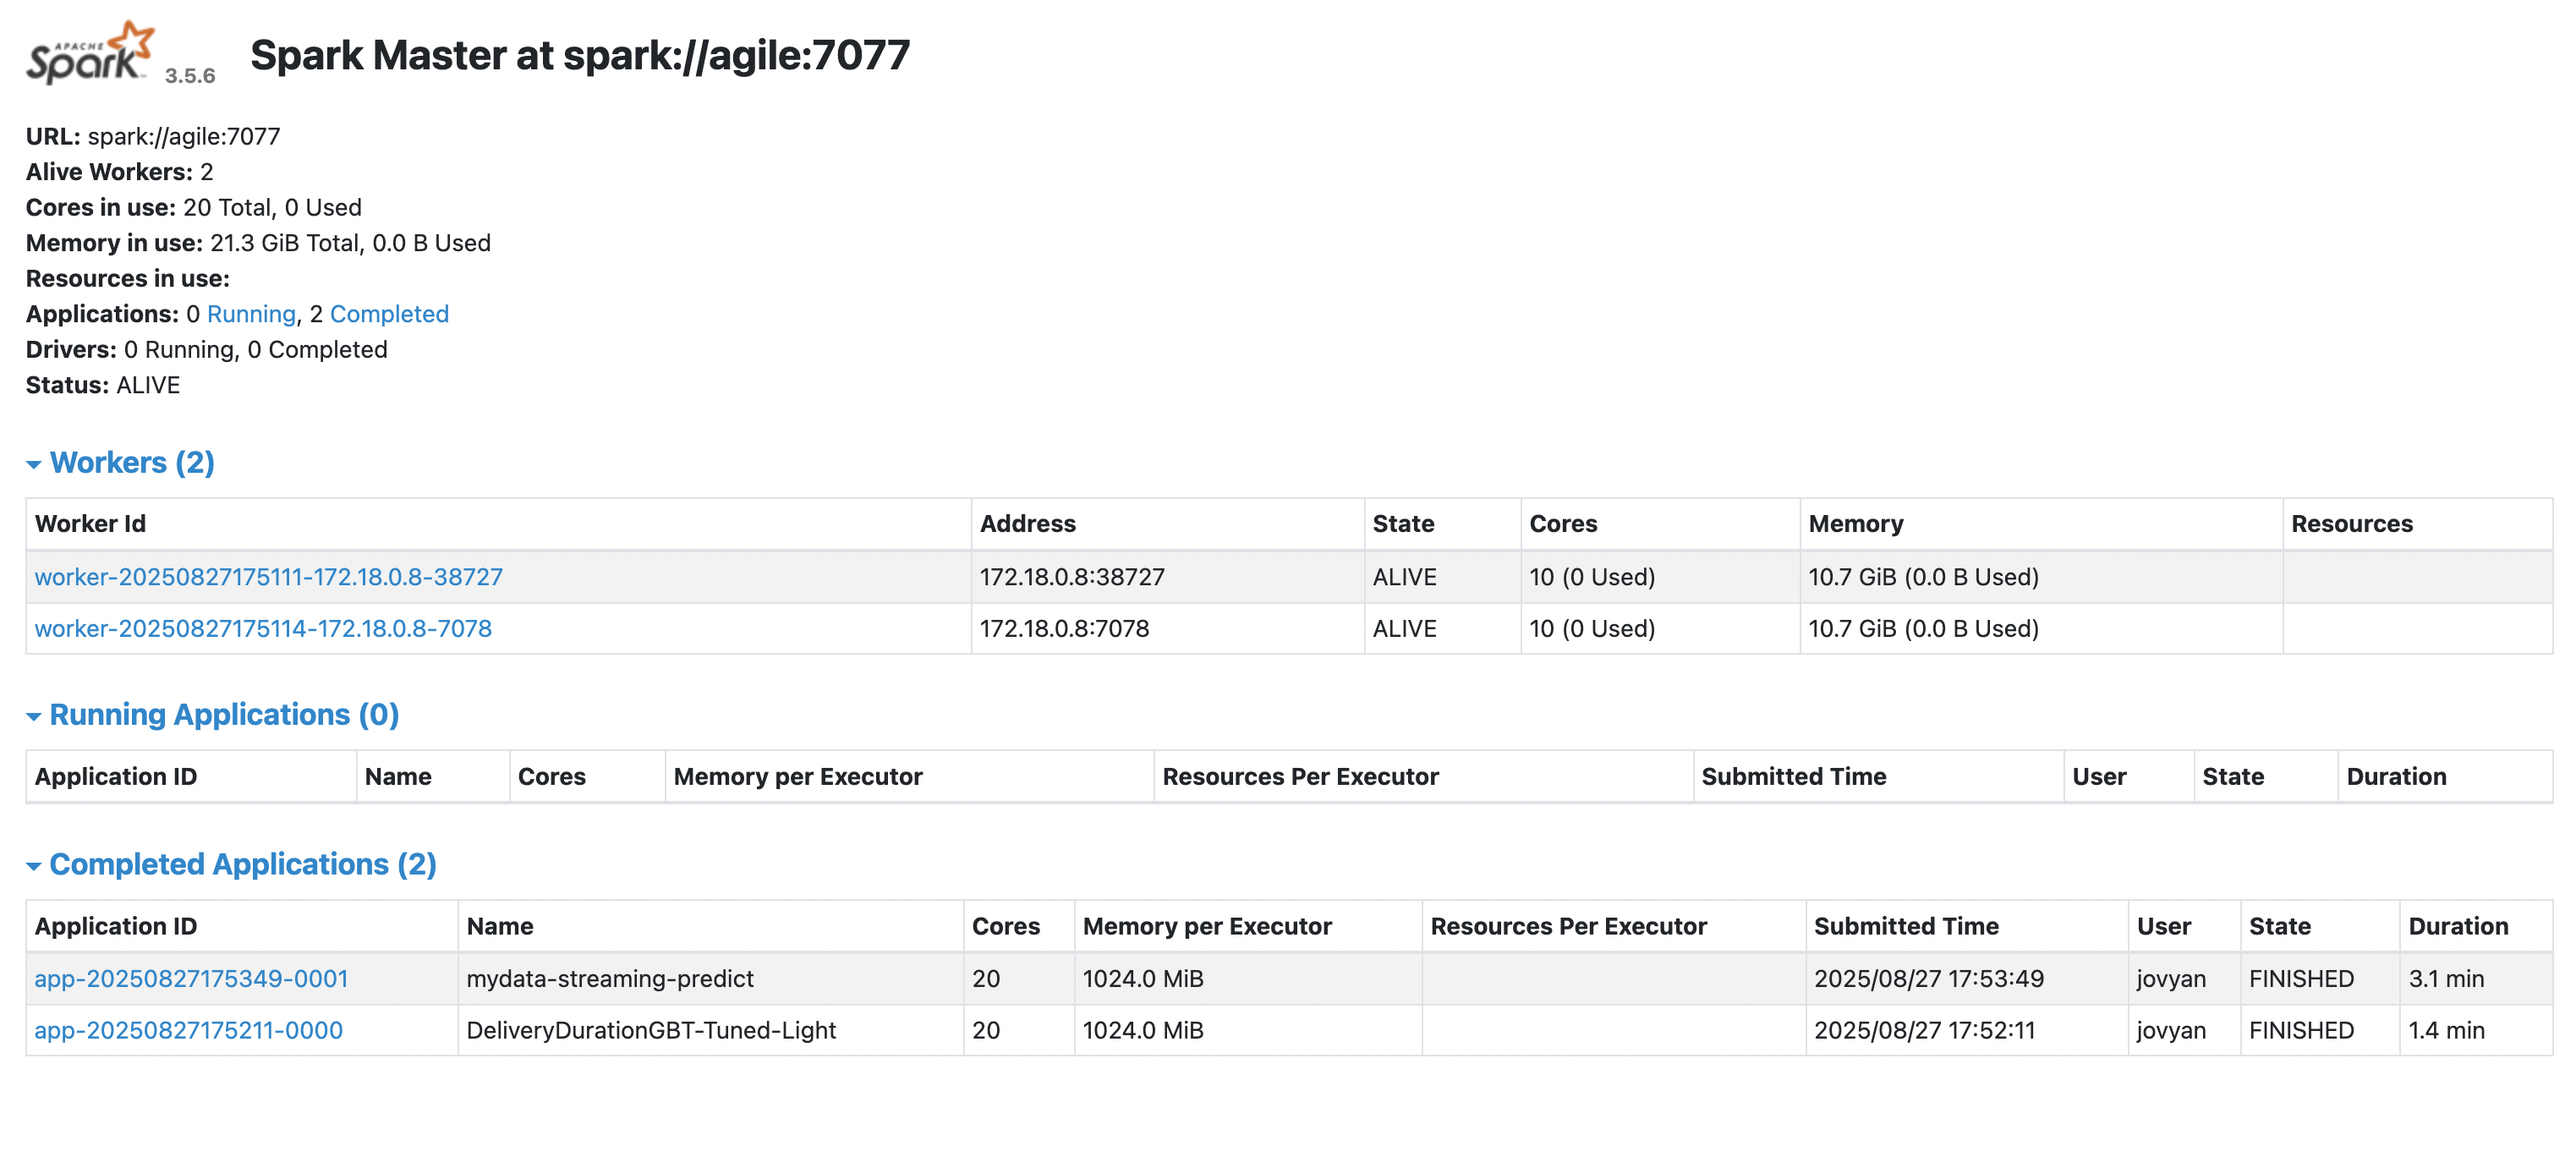 APACHE
Spark 3.5.6 Spark Master at spark://agile:7077
URL: spark://agile:7077
Alive Workers: 2
Cores in use: 20 Total, 0 Used
Memory in use: 21.3 GiB Total, 0.0 B Used
Resources in use:
Applications: 0 Running, 2 Completed
Drivers: 0 Running, 0 Completed
Status: ALIVE
Workers (2)
Worker Id Address State Cores Memory Resources
worker-20250827175111-172.18.0.8-38727 172.18.0.8:38727 ALIVE 10 (0 Used) 10.7 GiB (0.0 B Used)
worker-20250827175114-172.18.0.8-7078 172.18.0.8:7078 ALIVE 10 (0 Used) 10.7 GiB (0.0 B Used)
Running Applications (0)
Application ID Name Cores Memory per Executor Resources Per Executor Submitted Time User State Duration
Completed Applications (2)
Application ID Name Cores Memory per Executor Resources Per Executor Submitted Time User State Duration
app-20250827175349-0001 mydata-streaming-predict 20 1024.0 MiB 2025/08/27 17:53:49 jovyan FINISHED 3.1 min
app-20250827175211-0000 DeliveryDurationGBT-Tuned-Light 20 1024.0 MiB 2025/08/27 17:52:11 jovyan FINISHED 1.4 min